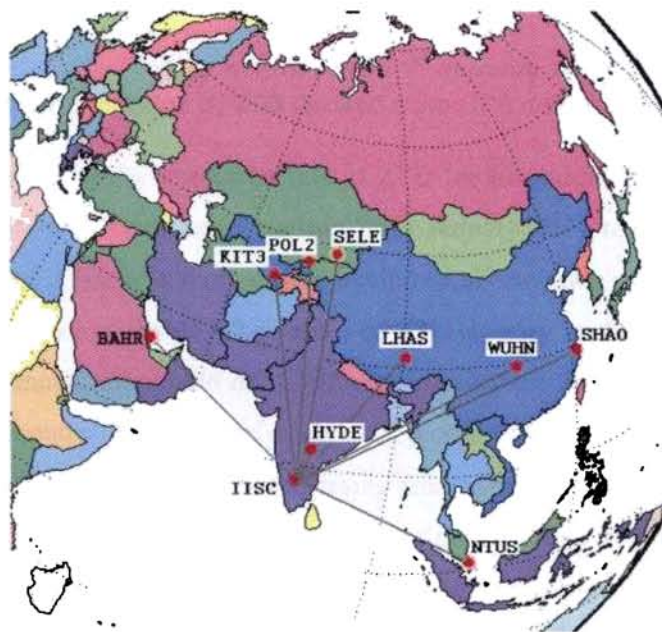 SELE
POL2
KIT3
BAHR
SHAO
LHAS
WUHN
HYDE
IISC
NTUS